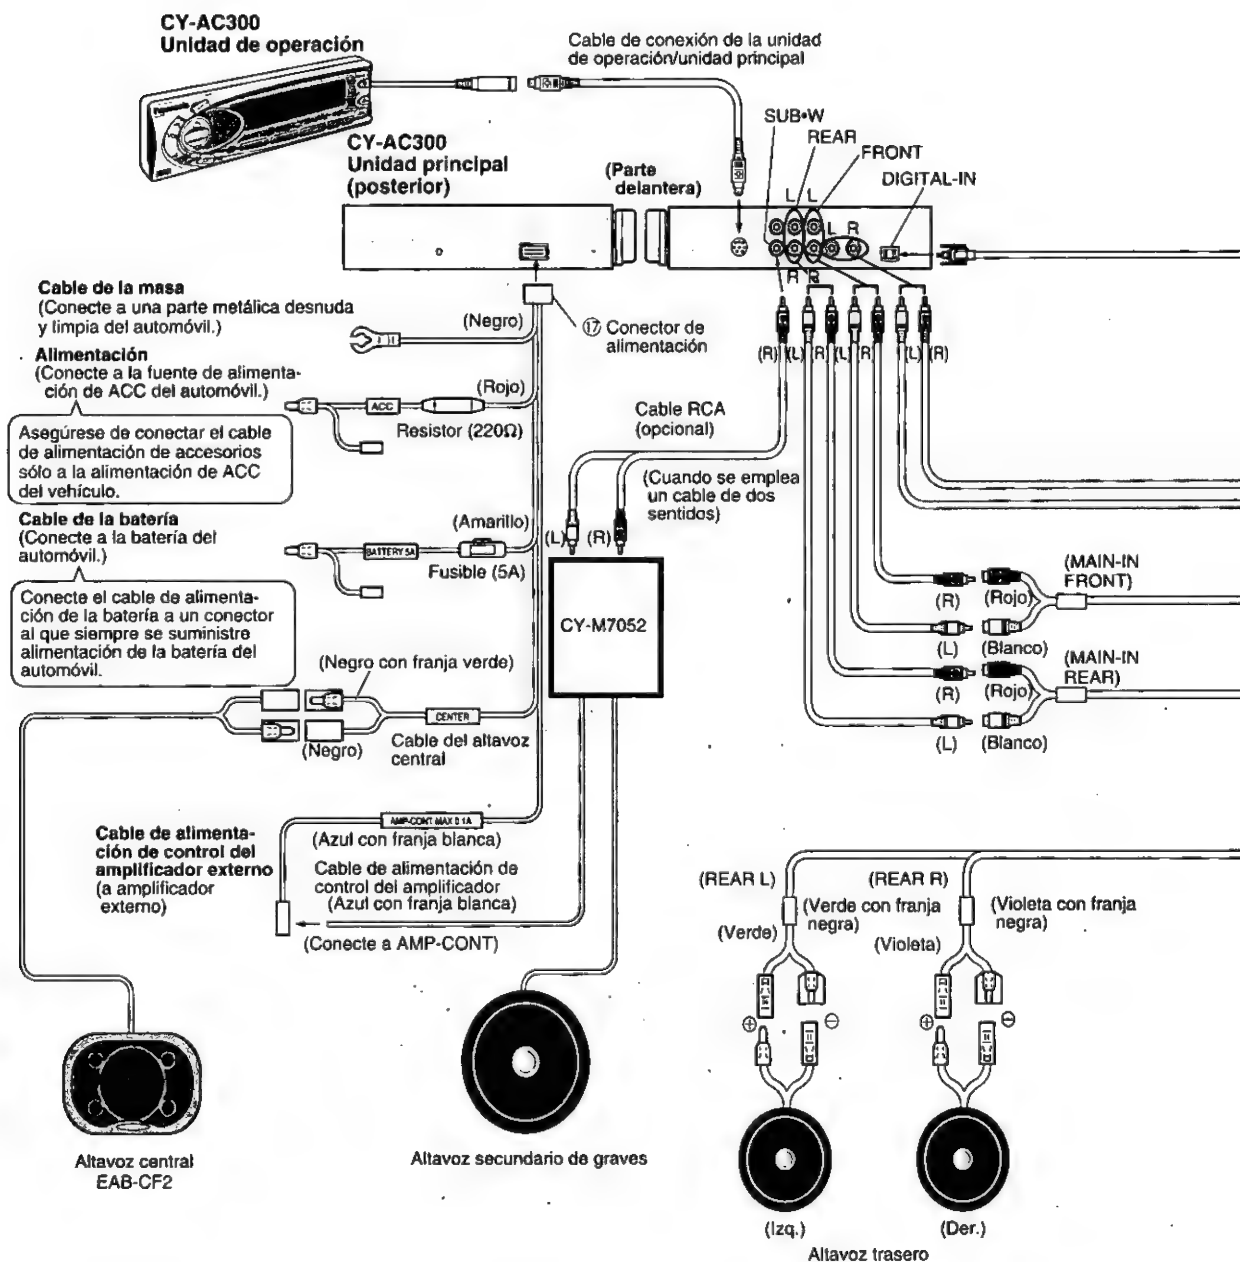 CY-AC300
Unidad de operación
Cable de conexión de la unidad
de operación/unidad principal
CY-AC300
Unidad principal
(posterior)
(Parte
delantera)
SUB•W
REAR
FRONT
DIGITAL-IN
L L
L R
R R
Cable de la masa
(Conecte a una parte metálica desnuda
y limpia del automóvil.)
(Negro)
⑰ Conector de
alimentación
Alimentación
(Conecte a la fuente de alimenta-
ción de ACC del automóvil.)
(Rojo)
ACC
Resistor (220Ω)
Asegúrese de conectar el cable
de alimentación de accesorios
sólo a la alimentación de ACC
del vehículo.
(R) (L) (R) (L) (R) (L) (R)
Cable RCA
(opcional)
(Cuando se emplea
un cable de dos
sentidos)
Cable de la batería
(Conecte a la batería del
automóvil.)
(Amarillo)
BATTERY 5A
Fusible (5A)
(L) (R)
Conecte el cable de alimenta-
ción de la batería a un conector
al que siempre se suministre
alimentación de la batería del
automóvil.
CY-M7052
(R) (Rojo)
(MAIN-IN
FRONT)
(L) (Blanco)
(R) (Rojo)
(MAIN-IN
REAR)
(L) (Blanco)
(Negro con franja verde)
CENTER
(Negro)
Cable del altavoz
central
Cable de alimenta-
ción de control del
amplificador externo
(a amplificador
externo)
AMP-CONT MAX 0.1A
(Azul con franja blanca)
Cable de alimentación de
control del amplificador
(Azul con franja blanca)
(Conecte a AMP-CONT)
(REAR L)
(Verde con franja
negra)
(Verde)
(REAR R)
(Violeta con franja
negra)
(Violeta)
⊕ ⊖
⊕ ⊖
Altavoz central
EAB-CF2
Altavoz secundario de graves
(Izq.)
(Der.)
Altavoz trasero